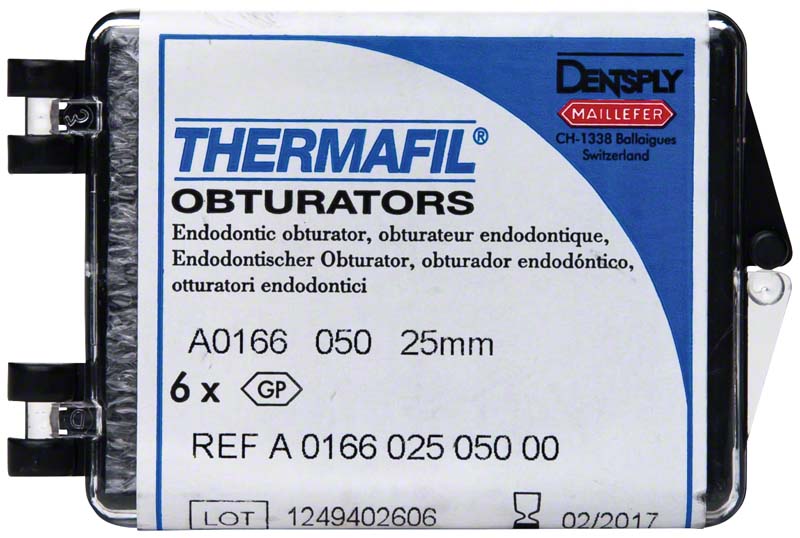 DENTSPLY
MAILLEFER
CH-1338 Ballaigues
Switzerland
THERMAFIL®
OBTURATORS
Endodontic obturator, obturateur endodontique,
Endodontischer Obturator, obturador endodóntico,
otturatori endodontici
A0166 050 25mm
6 x GP
REF A 0166 025 050 00
LOT 1249402606 02/2017